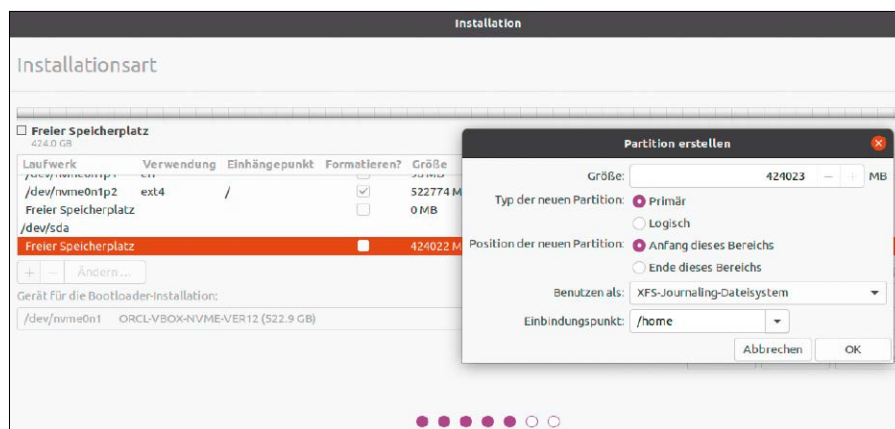 Installation
Installationsart
Freier Speicherplatz
424.0 GB
Laufwerk Verwendung Einhängepunkt Formatieren? Größe
/dev/nvme0n1p1 efi
/dev/nvme0n1p2 ext4 / 522774 M
Freier Speicherplatz 0 MB
/dev/sda
Freier Speicherplatz 424022 M
+ − Ändern ...
Gerät für die Bootloader-Installation:
/dev/nvme0n1 ORCL-VBOX-NVME-VER12 (522.9 GB)
Partition erstellen
Größe: 424023 − + MB
Typ der neuen Partition: Primär
Logisch
Position der neuen Partition: Anfang dieses Bereichs
Ende dieses Bereichs
Benutzen als: XFS-Journaling-Dateisystem
Einbindungspunkt: /home
Abbrechen OK